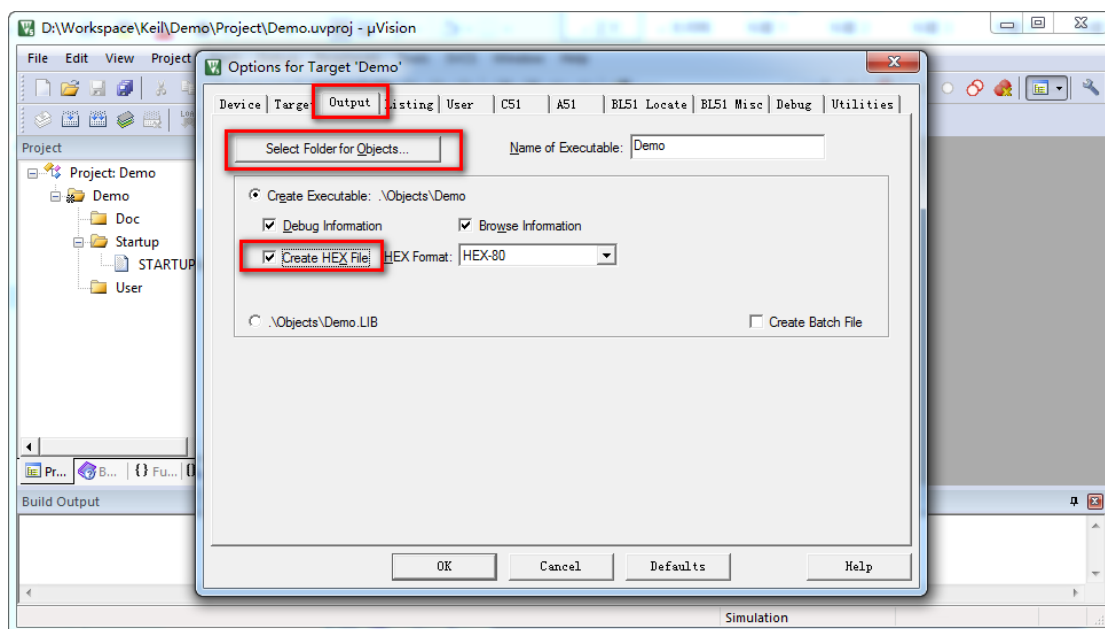 D:\Workspace\Keil\Demo\Project\Demo.uvproj - µVision
File Edit View Project
Options for Target 'Demo'
Device Target Output Listing User C51 A51 BL51 Locate BL51 Misc Debug Utilities
Project
Select Folder for Objects...
Name of Executable: Demo
Project: Demo
Create Executable: .\Objects\Demo
Demo
Debug Information
Browse Information
Doc
Startup
Create HEX File
HEX Format: HEX-80
STARTUP
User
.\Objects\Demo.LIB
Create Batch File
Pr... B... {} Fu...
Build Output
OK Cancel Defaults Help
Simulation